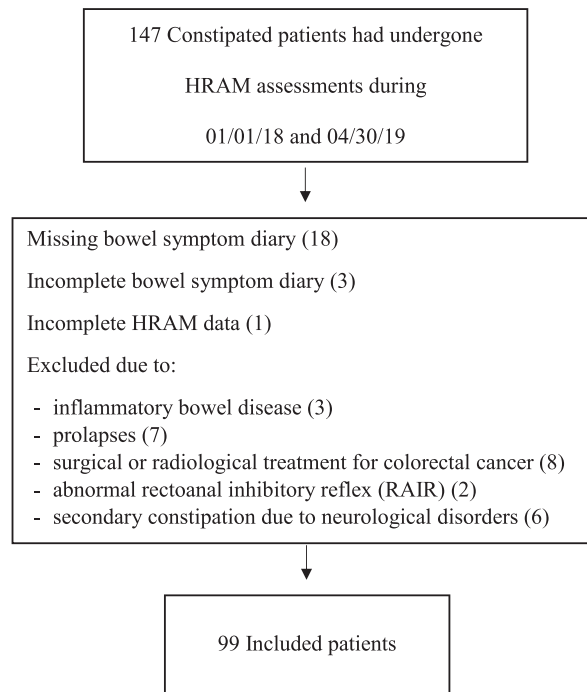 147 Constipated patients had undergone
HRAM assessments during
01/01/18 and 04/30/19
Missing bowel symptom diary (18)
Incomplete bowel symptom diary (3)
Incomplete HRAM data (1)
Excluded due to:
- inflammatory bowel disease (3)
- prolapses (7)
- surgical or radiological treatment for colorectal cancer (8)
- abnormal rectoanal inhibitory reflex (RAIR) (2)
- secondary constipation due to neurological disorders (6)
99 Included patients